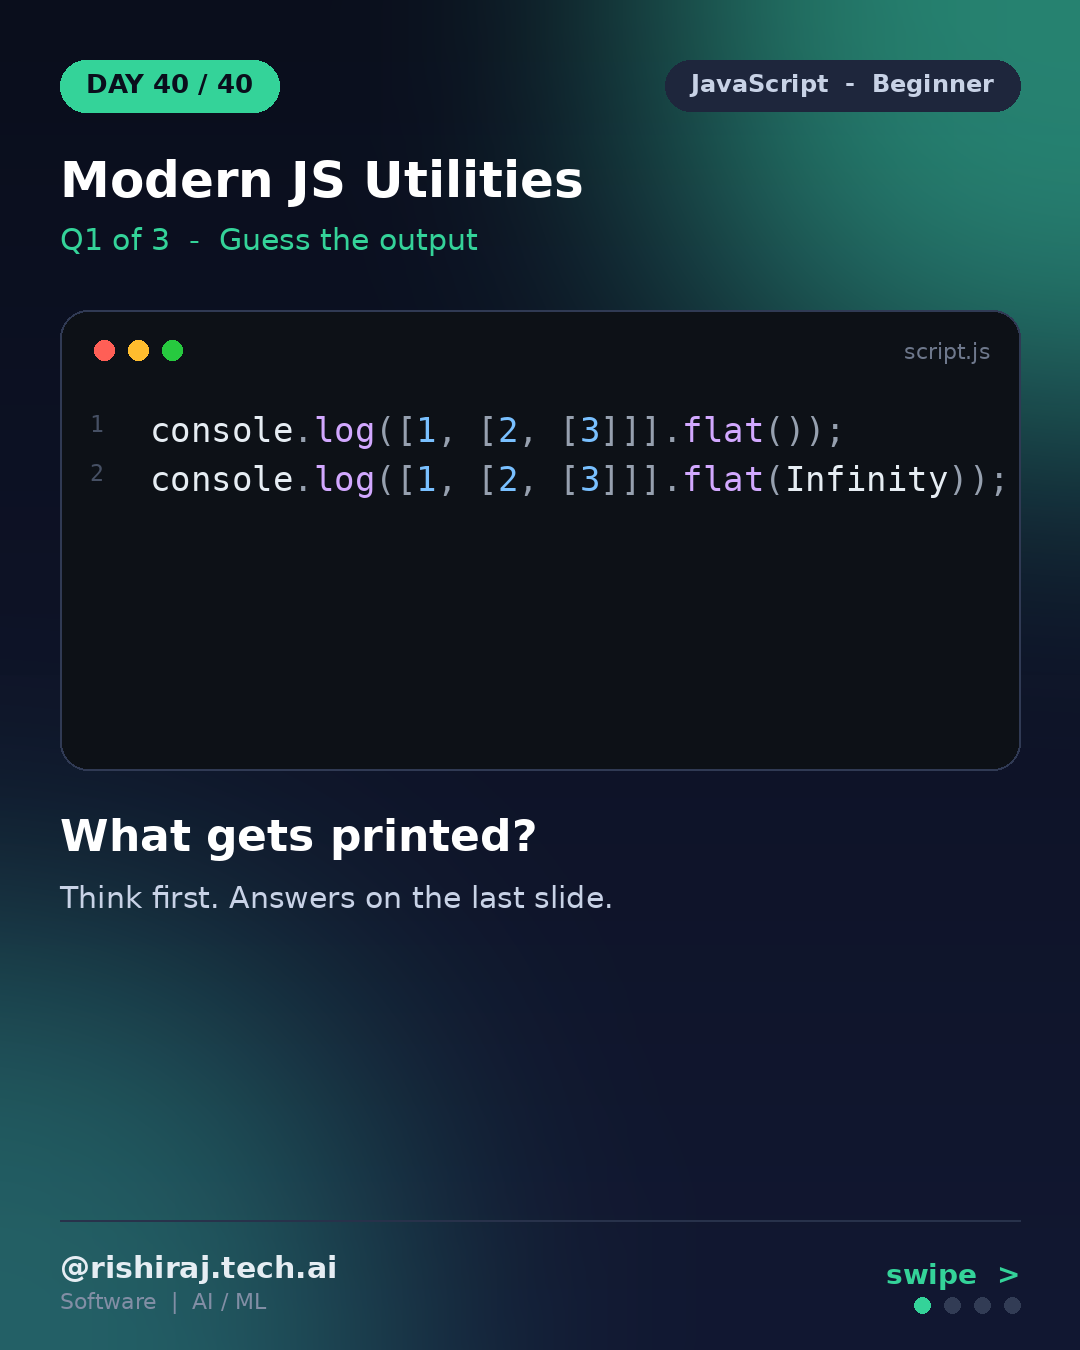 DAY 40 / 40
JavaScript - Beginner
Modern JS Utilities
Q1 of 3 - Guess the output
script.js
1 console.log([1, [2, [3]]].flat());
2 console.log([1, [2, [3]]].flat(Infinity));
What gets printed?
Think first. Answers on the last slide.
@rishiraj.tech.ai
Software | AI / ML
swipe >